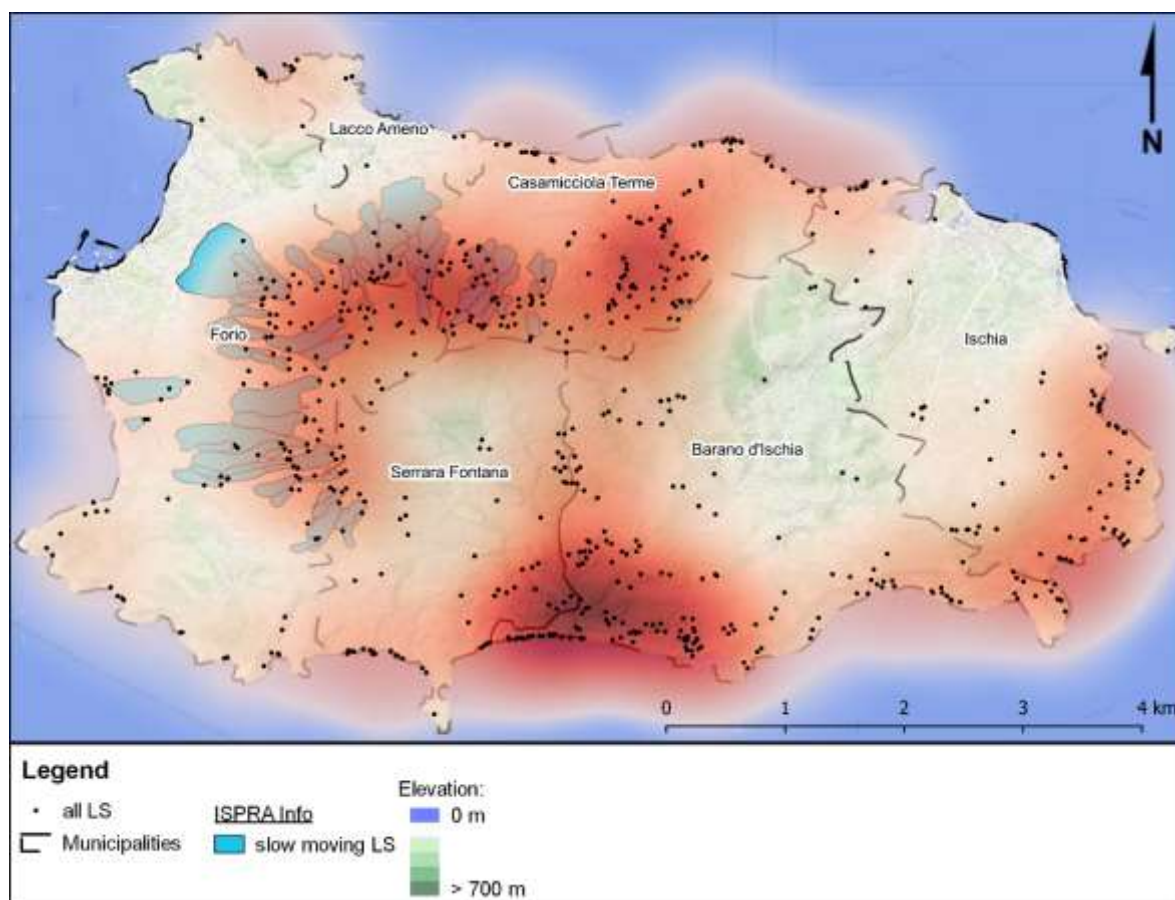 N
Lacco Ameno
Casamicciola Terme
Forio
Ischia
Barano d'Ischia
Serrara Fontana
0 1 2 3 4 km
Legend
all LS
Municipalities
ISPRA Info
slow moving LS
Elevation:
0 m
> 700 m